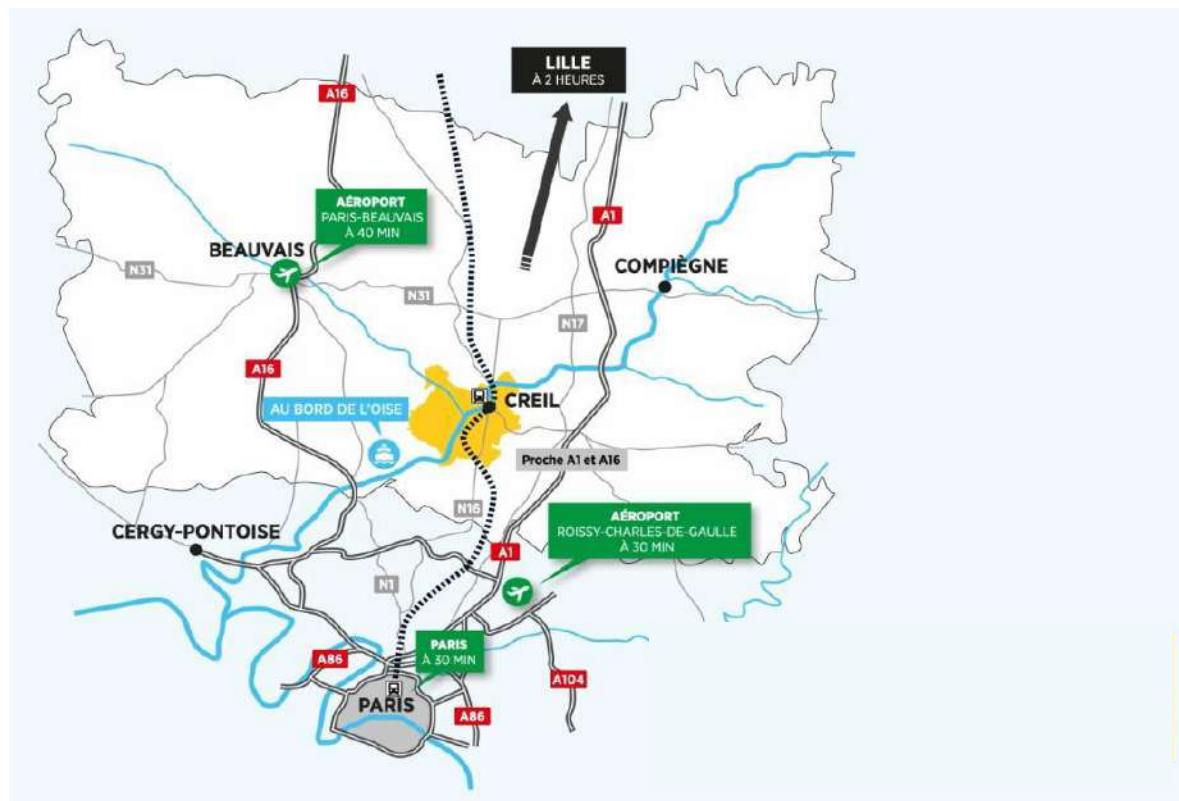 LILLE
À 2 HEURES
A16
AÉROPORT
PARIS-BEAUVAIS
À 40 MIN
A1
BEAUVAIS
N31
COMPIÈGNE
N31
N17
A16
CREIL
AU BORD DE L'OISE
Proche A1 et A16
N16
AÉROPORT
ROISSY-CHARLES-DE-GAULLE
À 30 MIN
CERGY-PONTOISE
A1
N1
PARIS
À 30 MIN
A86
A104
PARIS
A86